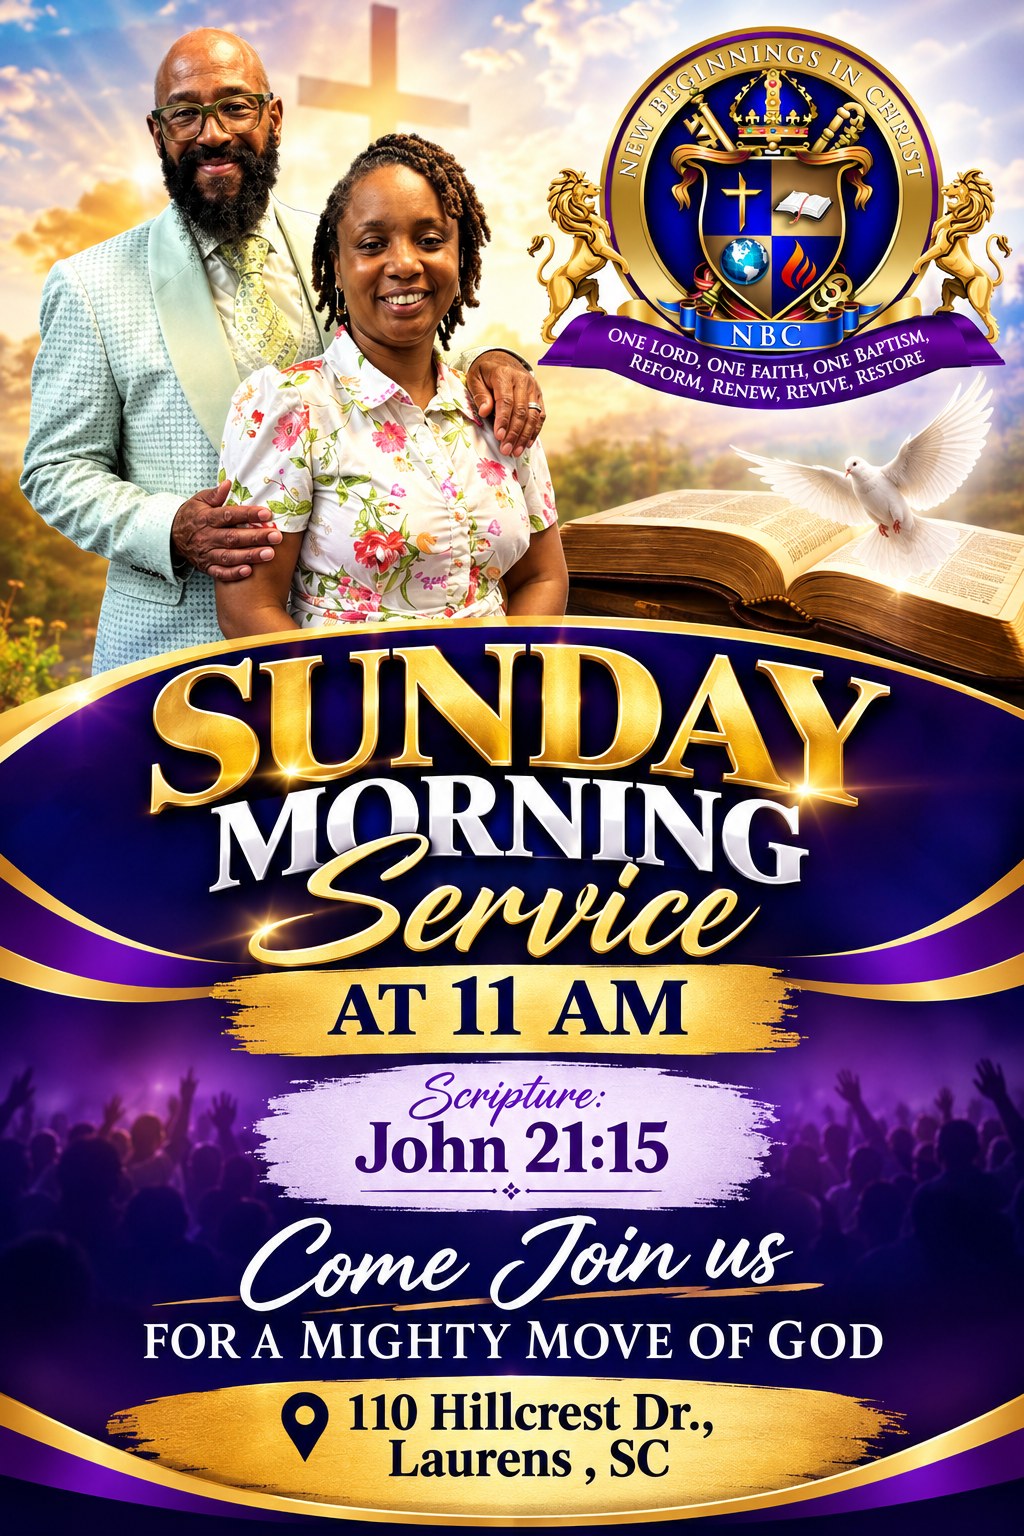 NEW BEGINNINGS IN CHRIST
NBC
ONE LORD, ONE FAITH, ONE BAPTISM,
REFORM, RENEW, REVIVE, RESTORE
SUNDAY
MORNING
Service
AT 11 AM
Scripture:
John 21:15
Come Join us
FOR A MIGHTY MOVE OF GOD
110 Hillcrest Dr.,
Laurens , SC